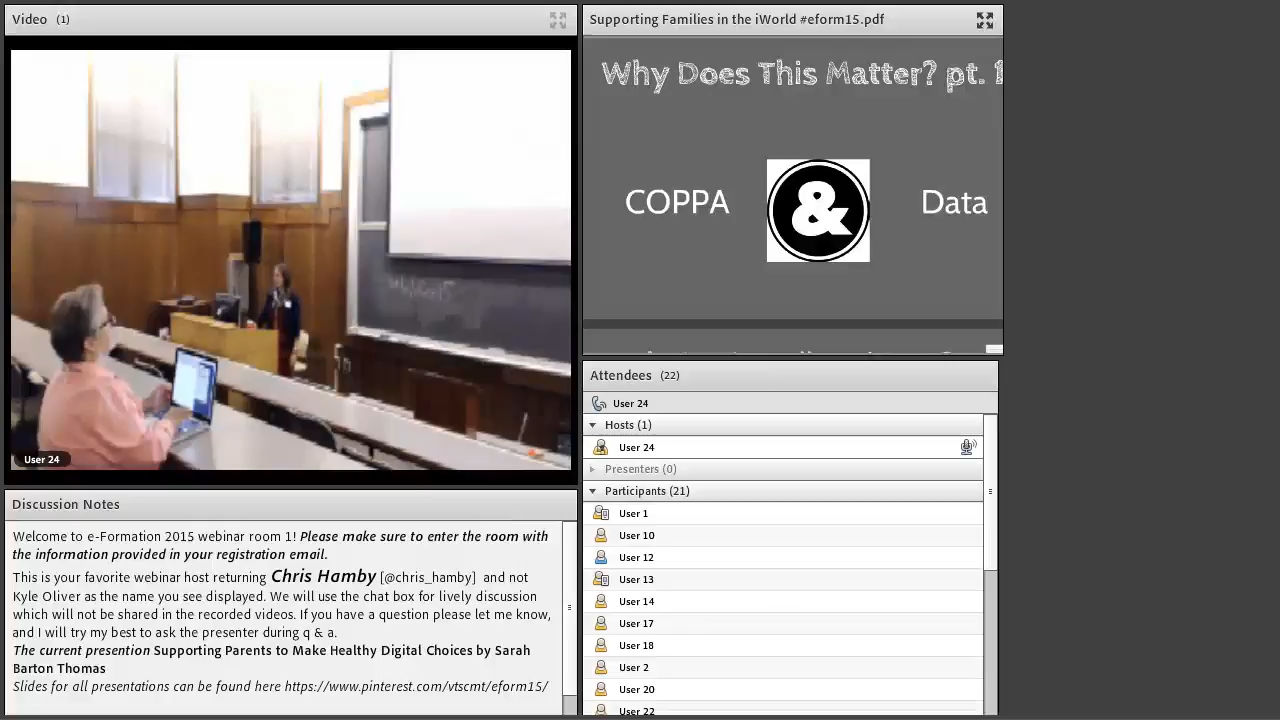 Video (1)
User 24
Discussion Notes
Welcome to e-Formation 2015 webinar room 1! Please make sure to enter the room with
the information provided in your registration email.
This is your favorite webinar host returning Chris Hamby [@chris_hamby] and not
Kyle Oliver as the name you see displayed. We will use the chat box for lively discussion
which will not be shared in the recorded videos. If you have a question please let me know,
and I will try my best to ask the presenter during q & a.
The current presention Supporting Parents to Make Healthy Digital Choices by Sarah
Barton Thomas
Slides for all presentations can be found here https://www.pinterest.com/vtscmt/eform15/
Supporting Families in the iWorld #eform15.pdf
Why Does This Matter? pt. 1
COPPA & Data
Attendees (22)
User 24
Hosts (1)
User 24
Presenters (0)
Participants (21)
User 1
User 10
User 12
User 13
User 14
User 17
User 18
User 2
User 20
User 22